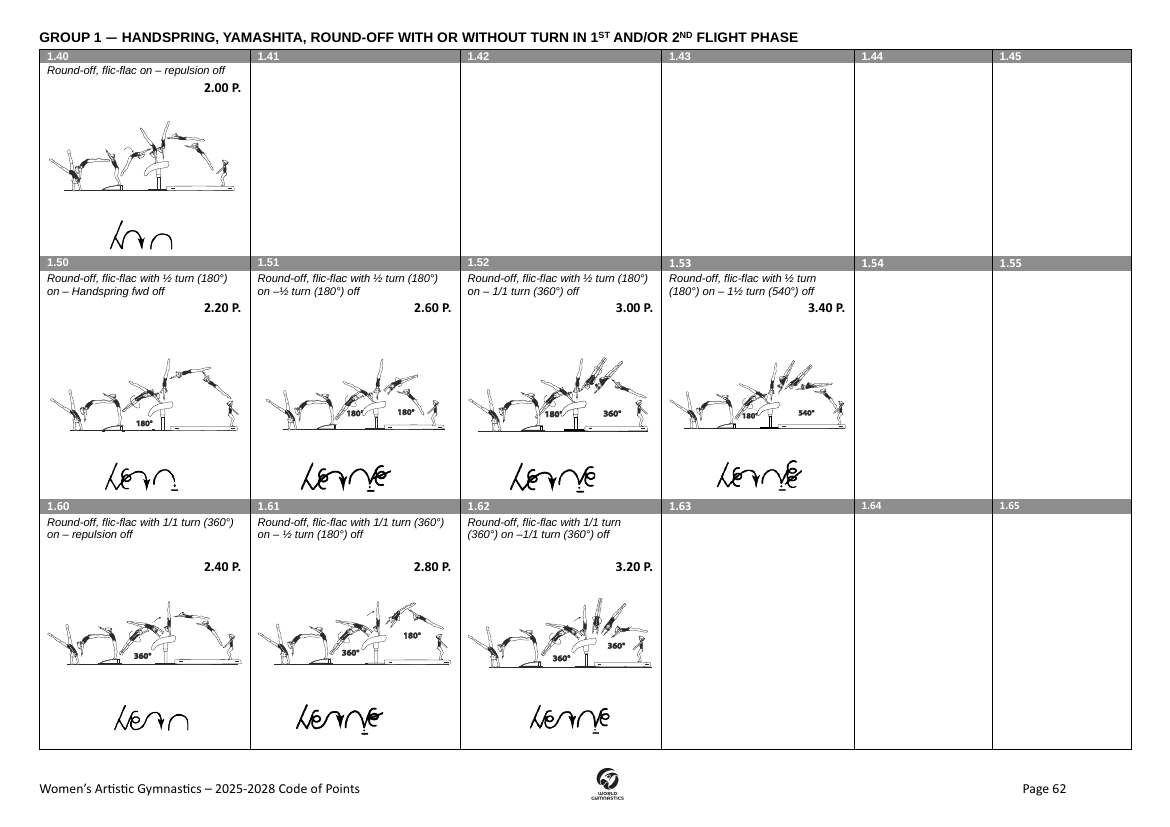 GROUP 1 — HANDSPRING, YAMASHITA, ROUND-OFF WITH OR WITHOUT TURN IN 1ST AND/OR 2ND FLIGHT PHASE
1.40 1.41 1.42 1.43 1.44 1.45
Round-off, flic-flac on – repulsion off
2.00 P.
1.50 1.51 1.52 1.53 1.54 1.55
Round-off, flic-flac with ½ turn (180°)
on – Handspring fwd off
2.20 P.
180°
Round-off, flic-flac with ½ turn (180°)
on –½ turn (180°) off
2.60 P.
180° 180°
Round-off, flic-flac with ½ turn (180°)
on – 1/1 turn (360°) off
3.00 P.
180° 360°
Round-off, flic-flac with ½ turn
(180°) on – 1½ turn (540°) off
3.40 P.
180° 540°
1.60 1.61 1.62 1.63 1.64 1.65
Round-off, flic-flac with 1/1 turn (360°)
on – repulsion off
2.40 P.
360°
Round-off, flic-flac with 1/1 turn (360°)
on – ½ turn (180°) off
2.80 P.
360° 180°
Round-off, flic-flac with 1/1 turn
(360°) on –1/1 turn (360°) off
3.20 P.
360° 360°
Women's Artistic Gymnastics – 2025-2028 Code of Points
WORLD
GYMNASTICS
Page 62